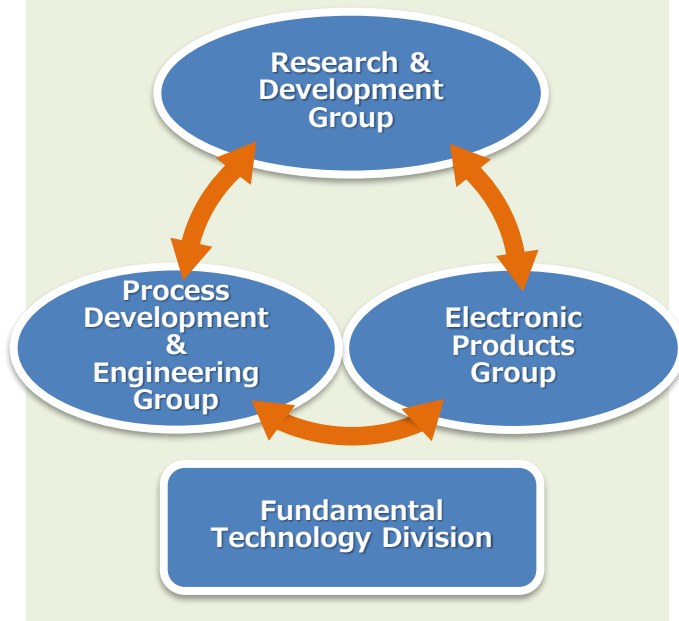 Research &
Development
Group
Process
Development
&
Engineering
Group
Electronic
Products
Group
Fundamental
Technology Division